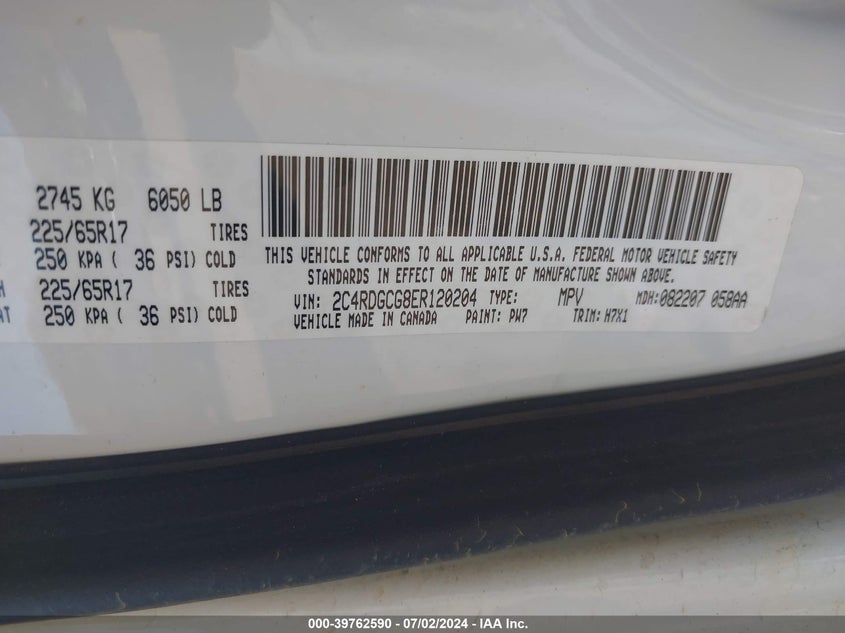 2745 KG 6050 LB
225/65R17 TIRES
250 KPA ( 36 PSI) COLD
225/65R17 TIRES
250 KPA ( 36 PSI) COLD
THIS VEHICLE CONFORMS TO ALL APPLICABLE U.S.A. FEDERAL MOTOR VEHICLE SAFETY
STANDARDS IN EFFECT ON THE DATE OF MANUFACTURE SHOWN ABOVE.
VIN: 2C4RDGCG8ER120204 TYPE: MPV MDH:082207 058AA
VEHICLE MADE IN CANADA PAINT: PW7 TRIM: H7X1
000-39762590 - 07/02/2024 - IAA Inc.